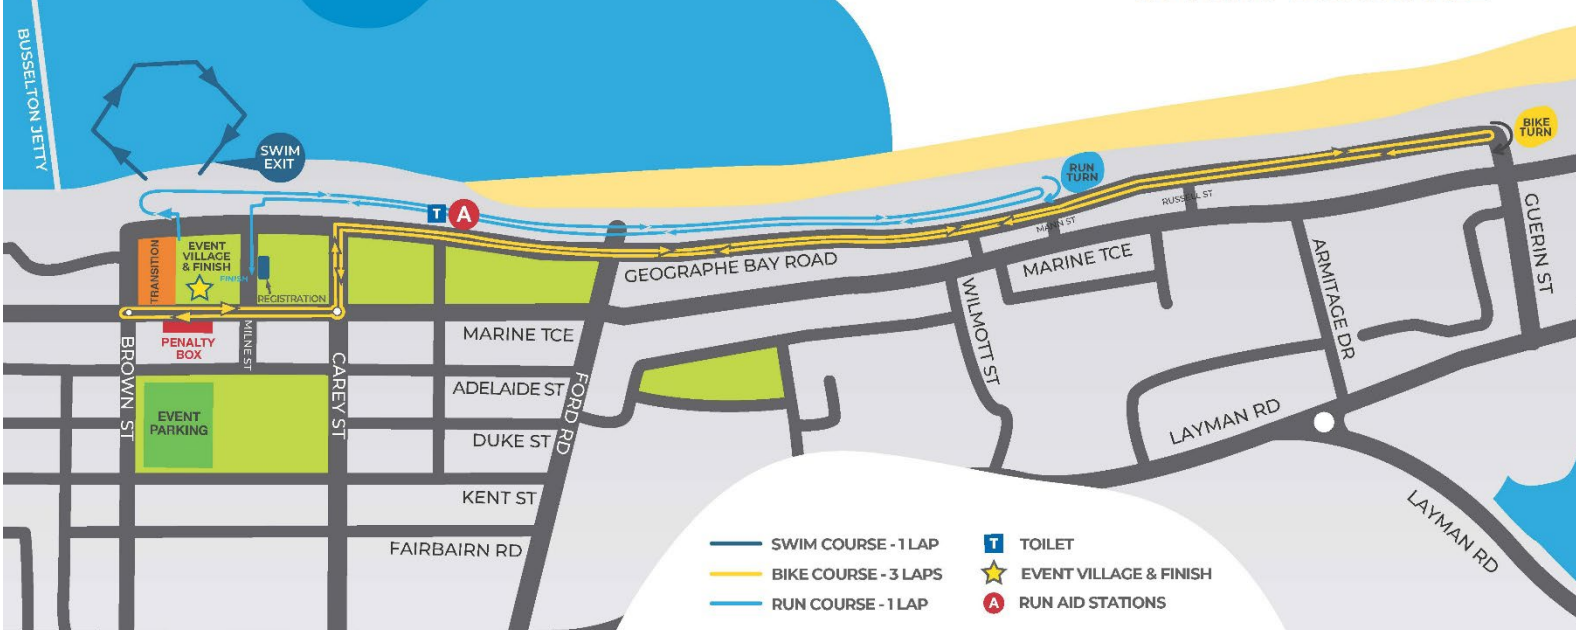 BUSSELTON JETTY
SWIM
EXIT
T
A
RUN
TURN
BIKE
TURN
TRANSITION
EVENT
VILLAGE
& FINISH
FINISH
REGISTRATION
PENALTY
BOX
MILNE ST
BROWN ST
CAREY ST
EVENT
PARKING
MARINE TCE
ADELAIDE ST
DUKE ST
KENT ST
FAIRBAIRN RD
FORD RD
GEOGRAPHE BAY ROAD
MANN ST
RUSSELL ST
MARINE TCE
WILMOTT ST
ARMITAGE DR
GUERIN ST
LAYMAN RD
LAYMAN RD
SWIM COURSE - 1 LAP
BIKE COURSE - 3 LAPS
RUN COURSE - 1 LAP
T TOILET
EVENT VILLAGE & FINISH
A RUN AID STATIONS